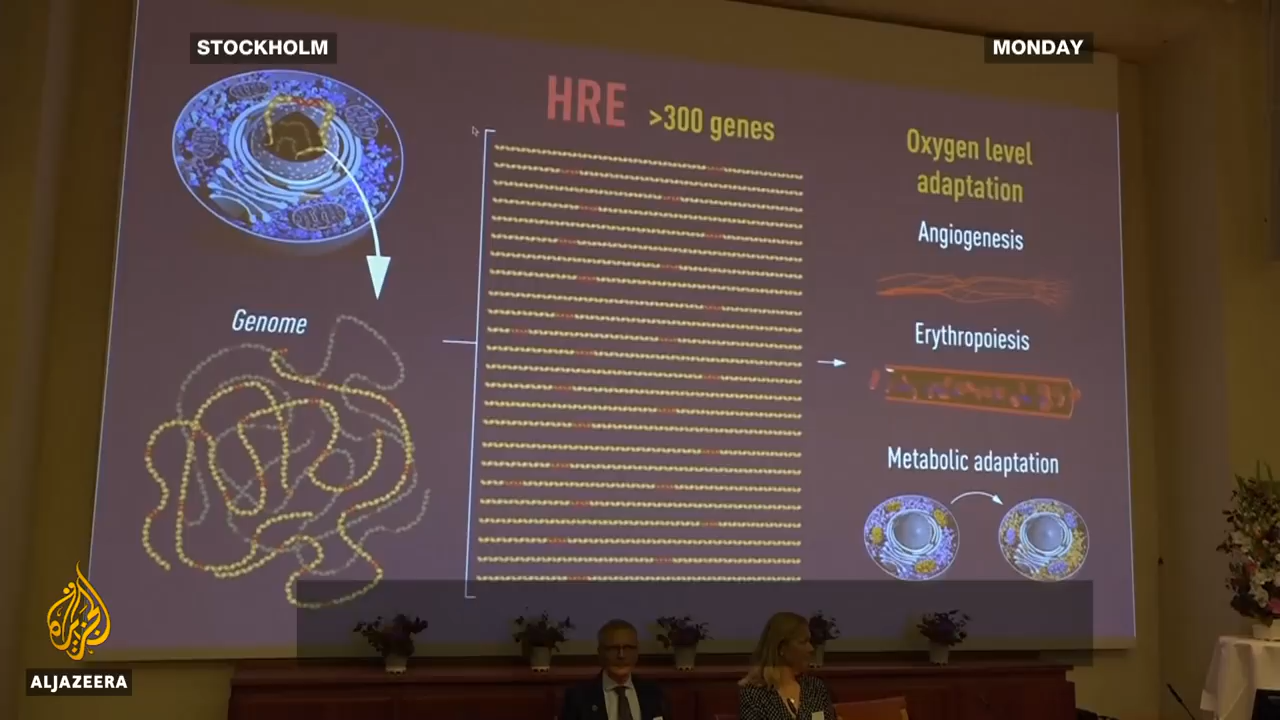 STOCKHOLM
MONDAY
HRE >300 genes
Oxygen level
adaptation
Angiogenesis
Genome
Erythropoiesis
Metabolic adaptation
ALJAZEERA